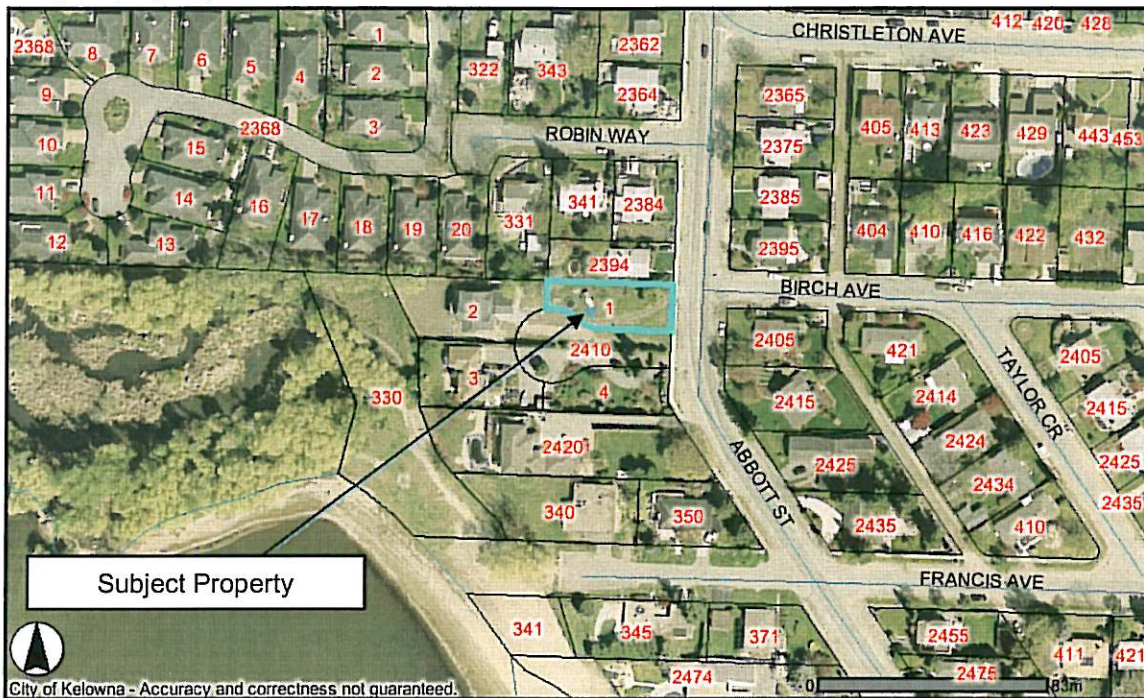 CHRISTLETON AVE
412 420 428
2368 8 7 6 5 4 1
322 343 2362
2 2364
9 2365
3 405 413 423 429 443 453
2368 ROBIN WAY
10 15 2375
11 14 16 17 18 19 20 331 341 2384 2385
12 13 2395 404 410 416 422 432
2394
BIRCH AVE
2 1
2405 421 2405
2410
3 4 TAYLOR CR
330 2415 2414 2415
2420
2424
2425 2425
ABBOTT ST
2434 2435
340 350 2435 410
Subject Property
FRANCIS AVE
341 345 371 2455 411 421
2474 2475
City of Kelowna - Accuracy and correctness not guaranteed.
0